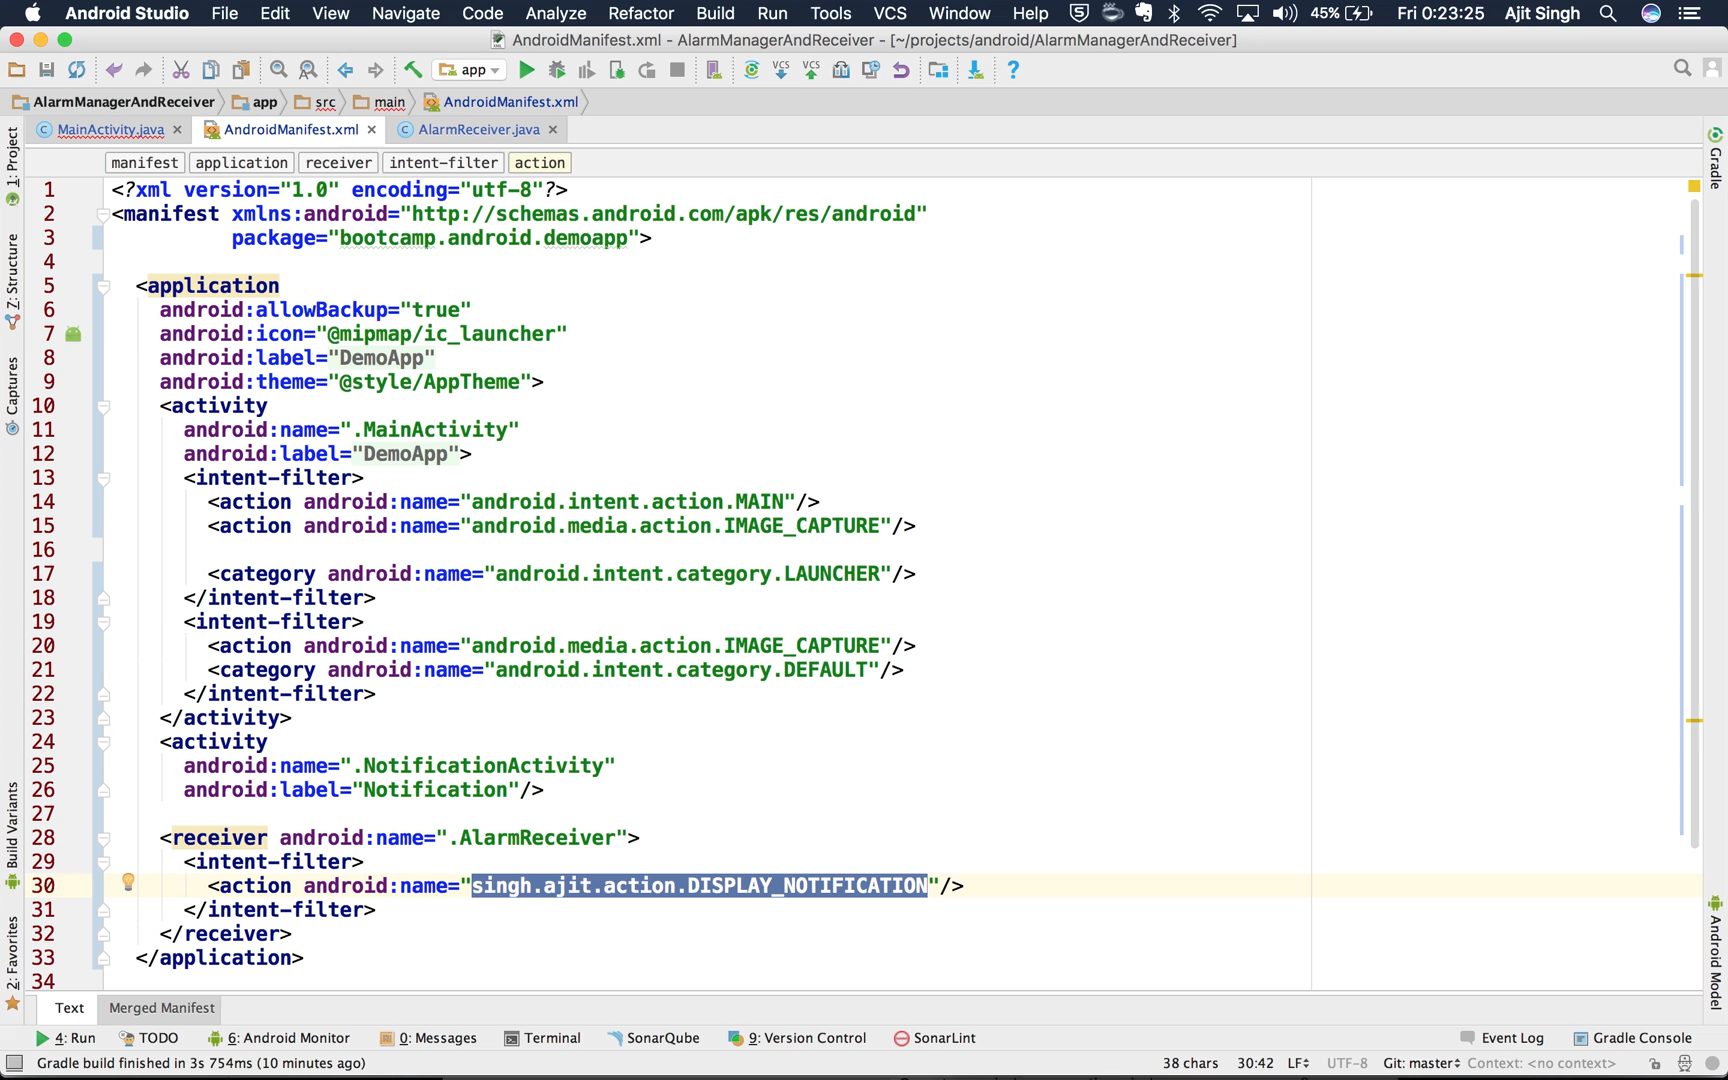 Android Studio File Edit View Navigate Code Analyze Refactor Build Run Tools VCS Window Help 45% Fri 0:23:25 Ajit Singh
AndroidManifest.xml - AlarmManagerAndReceiver - [~/projects/android/AlarmManagerAndReceiver]
app VCS VCS ?
AlarmManagerAndReceiver app src main AndroidManifest.xml
MainActivity.java AndroidManifest.xml AlarmReceiver.java
manifest application receiver intent-filter action
1 <?xml version="1.0" encoding="utf-8"?>
2 <manifest xmlns:android="http://schemas.android.com/apk/res/android"
3 package="bootcamp.android.demoapp">
4
5 <application
6 android:allowBackup="true"
7 android:icon="@mipmap/ic_launcher"
8 android:label="DemoApp"
9 android:theme="@style/AppTheme">
10 <activity
11 android:name=".MainActivity"
12 android:label="DemoApp">
13 <intent-filter>
14 <action android:name="android.intent.action.MAIN"/>
15 <action android:name="android.media.action.IMAGE_CAPTURE"/>
16
17 <category android:name="android.intent.category.LAUNCHER"/>
18 </intent-filter>
19 <intent-filter>
20 <action android:name="android.media.action.IMAGE_CAPTURE"/>
21 <category android:name="android.intent.category.DEFAULT"/>
22 </intent-filter>
23 </activity>
24 <activity
25 android:name=".NotificationActivity"
26 android:label="Notification"/>
27
28 <receiver android:name=".AlarmReceiver">
29 <intent-filter>
30 <action android:name="singh.ajit.action.DISPLAY_NOTIFICATION"/>
31 </intent-filter>
32 </receiver>
33 </application>
34
1: Project
Z: Structure
Captures
Build Variants
2: Favorites
Gradle
Android Model
Text Merged Manifest
4: Run TODO 6: Android Monitor 0: Messages Terminal SonarQube 9: Version Control SonarLint Event Log Gradle Console
Gradle build finished in 3s 754ms (10 minutes ago) 38 chars 30:42 LF UTF-8 Git: master Context: <no context>